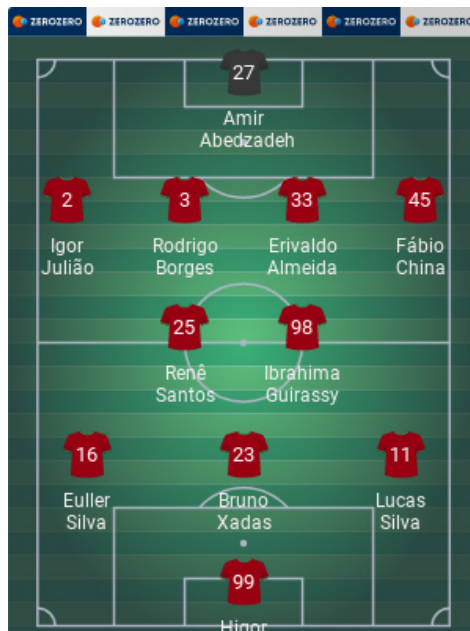 ZEROZERO ZEROZERO ZEROZERO ZEROZERO ZEROZERO ZEROZERO
27
Amir
Abedzadeh
2 3 33 45
Igor Rodrigo Erivaldo Fábio
Julião Borges Almeida China
25 98
Renê Ibrahima
Santos Guirassy
16 23 11
Euller Bruno Lucas
Silva Xadas Silva
99
Higor